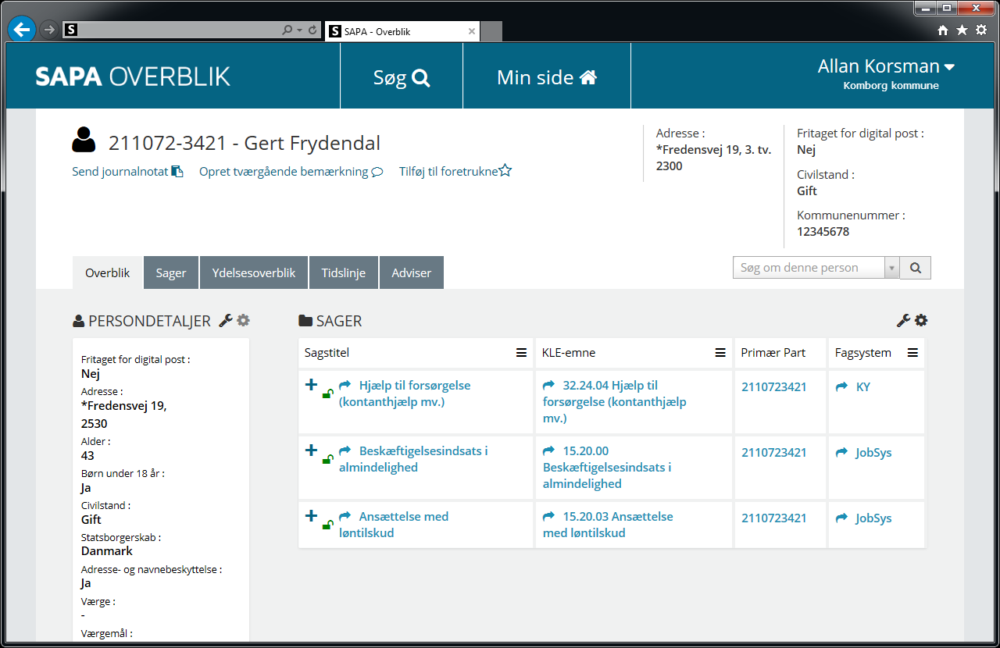 S
S SAPA - Overblik
SAPA OVERBLIK
Søg
Min side
Allan Korsman
Komborg kommune
211072-3421 - Gert Frydendal
Send journalnotat
Opret tværgående bemærkning
Tilføj til foretrukne
Adresse :
*Fredensvej 19, 3. tv.
2300
Fritaget for digital post :
Nej
Civilstand :
Gift
Kommunenummer :
12345678
Overblik
Sager
Ydelsesoverblik
Tidslinje
Adviser
Søg om denne person
PERSONDETALJER
Fritaget for digital post :
Nej
Adresse :
*Fredensvej 19,
2530
Alder :
43
Børn under 18 år :
Ja
Civilstand :
Gift
Statsborgerskab :
Danmark
Adresse- og navnebeskyttelse :
Ja
Værge :
-
Værgemål :
SAGER
Sagstitel
KLE-emne
Primær Part
Fagsystem
Hjælp til forsørgelse
(kontanthjælp mv.)
32.24.04 Hjælp til
forsørgelse (kontanthjælp
mv.)
2110723421
KY
Beskæftigelsesindsats i
almindelighed
15.20.00
Beskæftigelsesindsats i
almindelighed
2110723421
JobSys
Ansættelse med
løntilskud
15.20.03 Ansættelse
med løntilskud
2110723421
JobSys